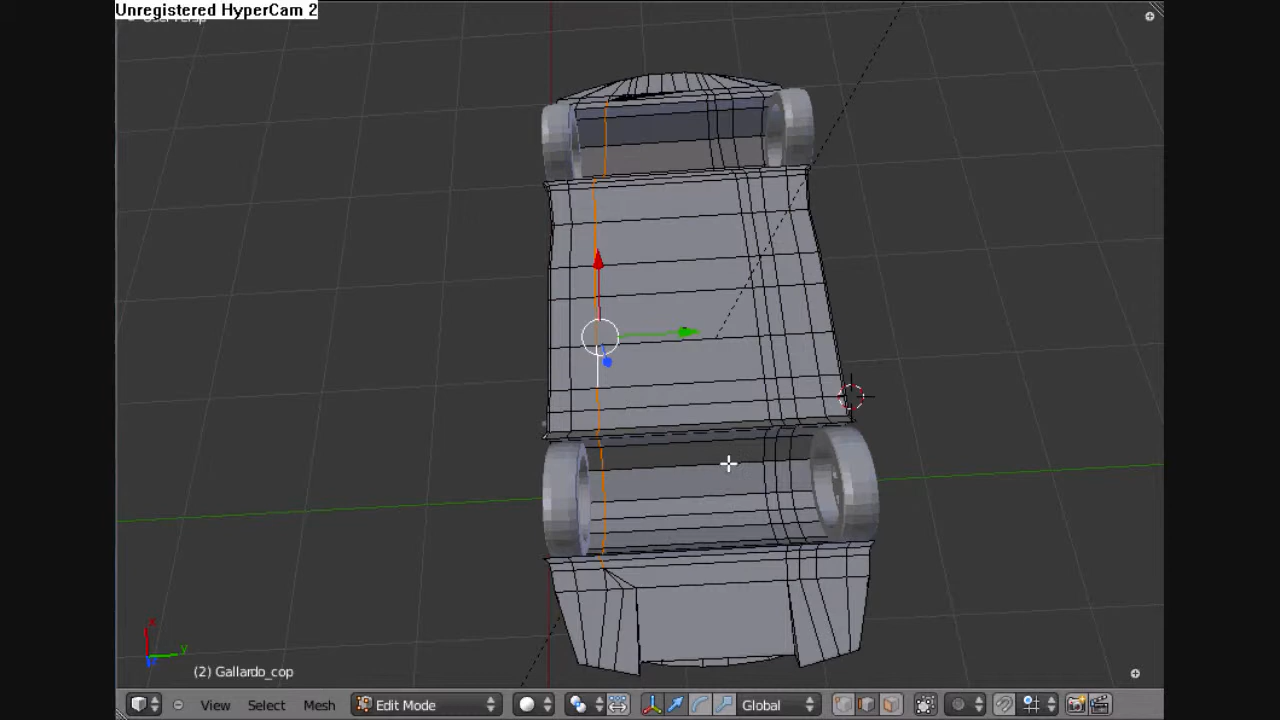 Unregistered HyperCam 2
x
y
(2) Gallardo_cop
View Select Mesh Edit Mode Global